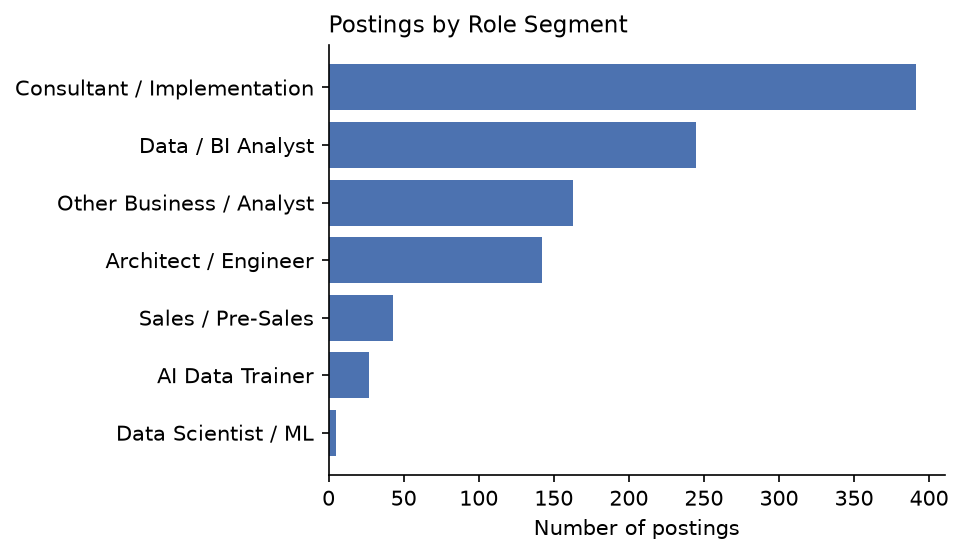 Postings by Role Segment
Consultant / Implementation
Data / BI Analyst
Other Business / Analyst
Architect / Engineer
Sales / Pre-Sales
AI Data Trainer
Data Scientist / ML
0 50 100 150 200 250 300 350 400
Number of postings